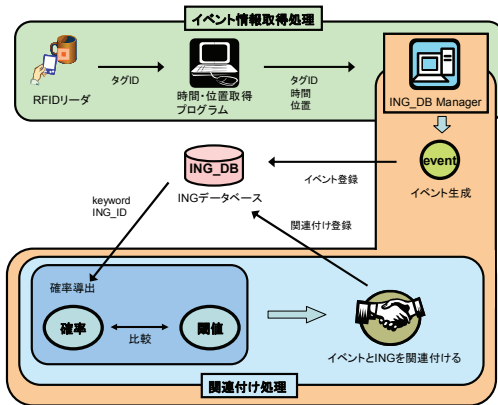 イベント情報取得処理
タグID
タグID
時間
位置
RFIDリーダ
時間・位置取得
プログラム
ING_DB Manager
event
イベント生成
イベント登録
ING_DB
INGデータベース
keyword
ING_ID
関連付け登録
確率導出
確率
比較
閾値
イベントとINGを関連付ける
関連付け処理